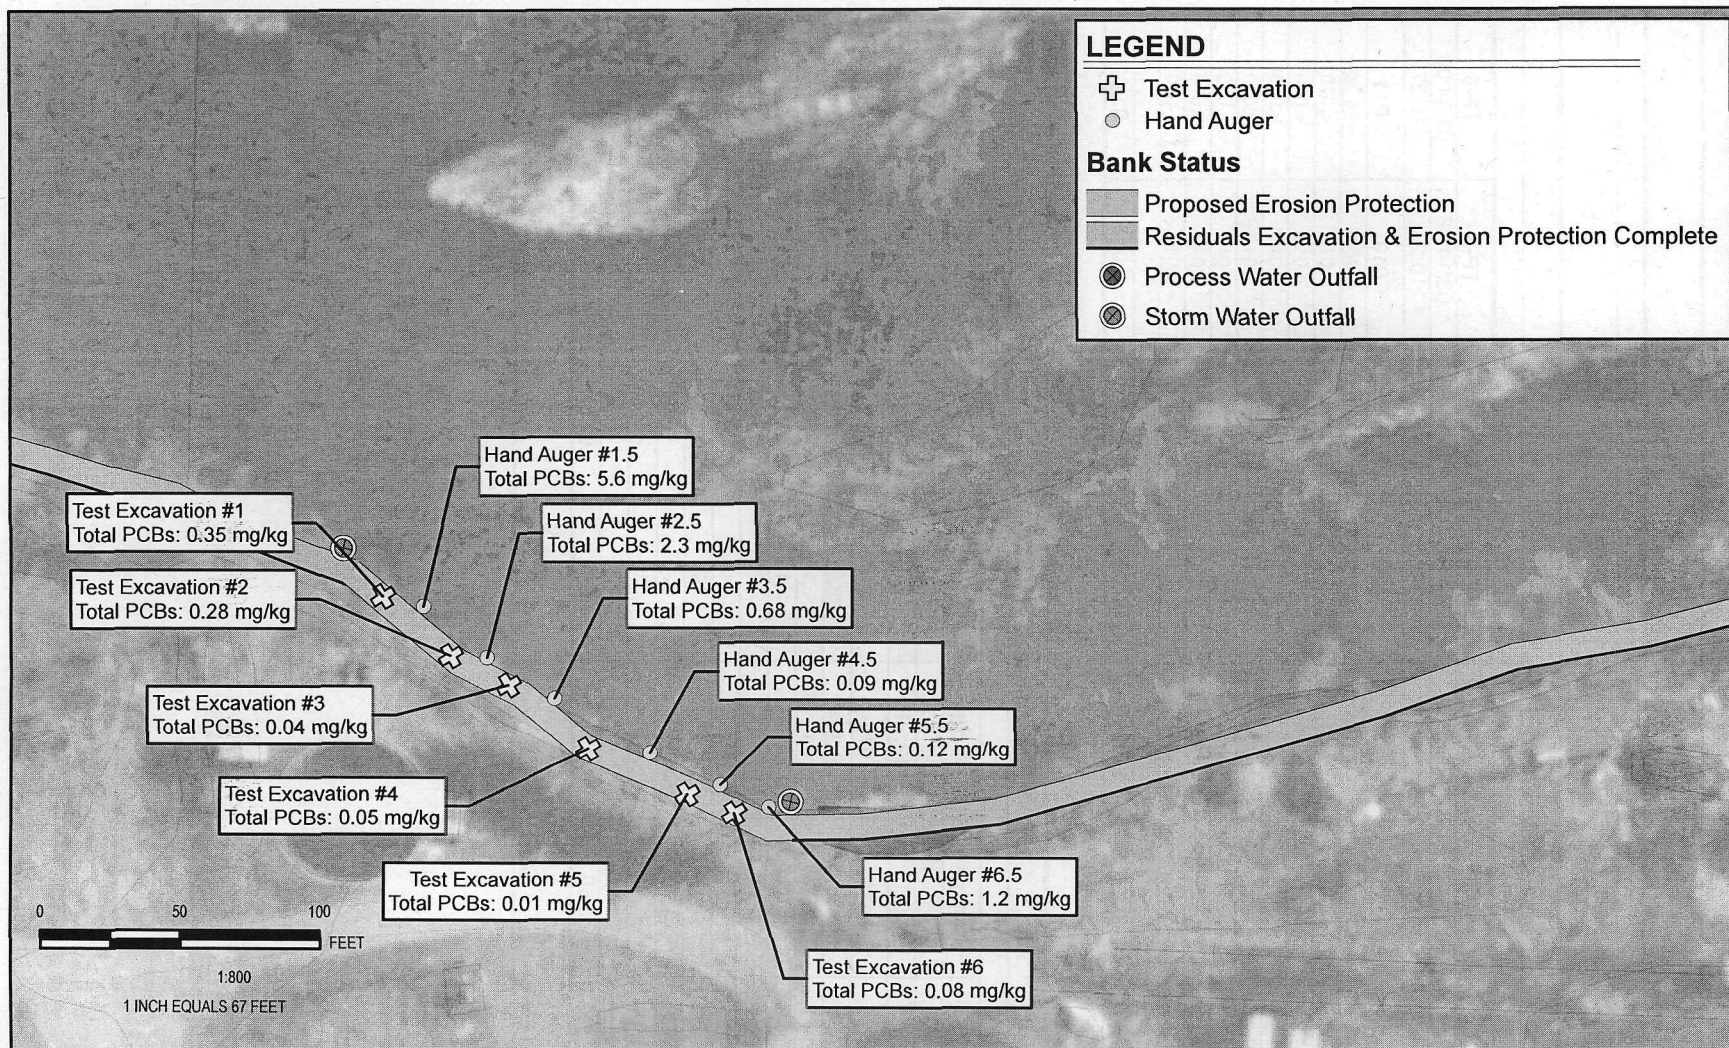 LEGEND
Test Excavation
Hand Auger
Bank Status
Proposed Erosion Protection
Residuals Excavation & Erosion Protection Complete
Process Water Outfall
Storm Water Outfall
Hand Auger #1.5
Total PCBs: 5.6 mg/kg
Test Excavation #1
Total PCBs: 0.35 mg/kg
Hand Auger #2.5
Total PCBs: 2.3 mg/kg
Test Excavation #2
Total PCBs: 0.28 mg/kg
Hand Auger #3.5
Total PCBs: 0.68 mg/kg
Hand Auger #4.5
Total PCBs: 0.09 mg/kg
Test Excavation #3
Total PCBs: 0.04 mg/kg
Hand Auger #5.5
Total PCBs: 0.12 mg/kg
Test Excavation #4
Total PCBs: 0.05 mg/kg
Test Excavation #5
Total PCBs: 0.01 mg/kg
Hand Auger #6.5
Total PCBs: 1.2 mg/kg
Test Excavation #6
Total PCBs: 0.08 mg/kg
0 50 100
FEET
1:800
1 INCH EQUALS 67 FEET